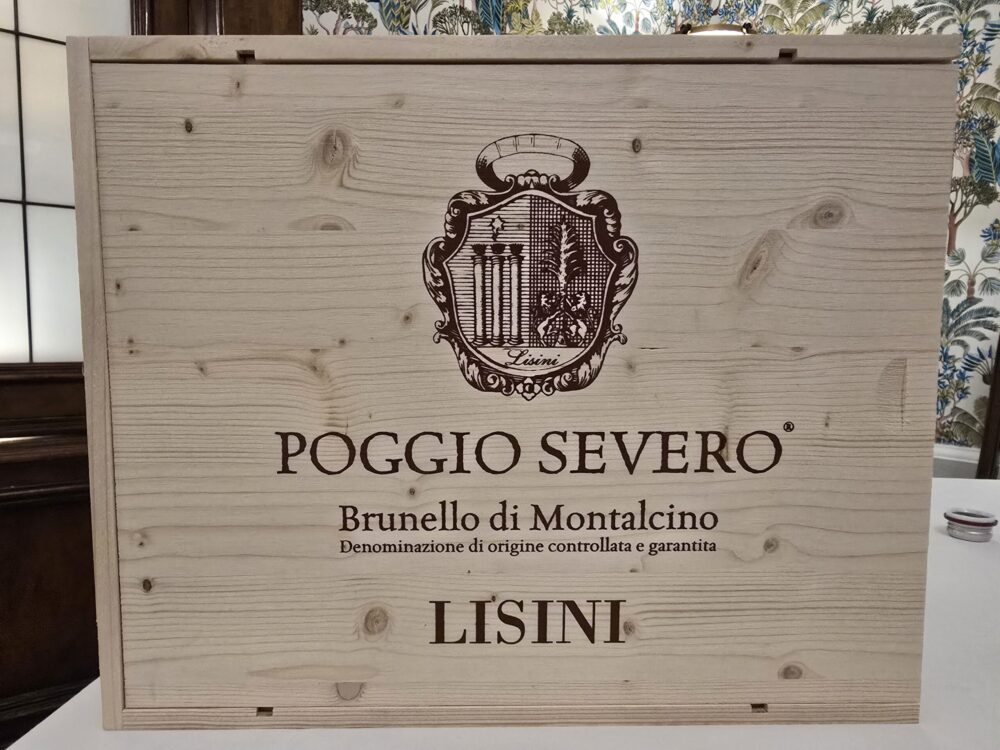 Lisini
POGGIO SEVERO®
Brunello di Montalcino
Denominazione di origine controllata e garantita
LISINI